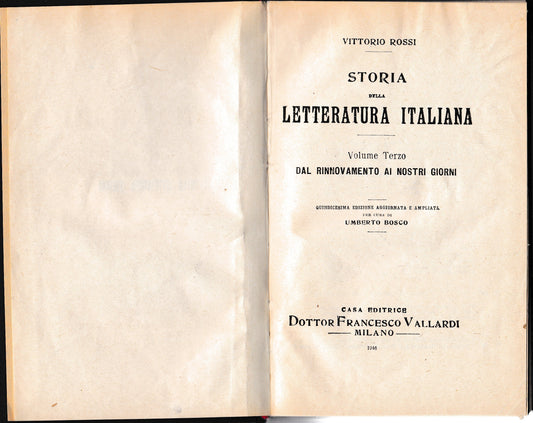 VITTORIO ROSSI
STORIA
DELLA
LETTERATURA ITALIANA
Volume Terzo
DAL RINNOVAMENTO AI NOSTRI GIORNI
QUINDICESIMA EDIZIONE AGGIORNATA E AMPLIATA
PER CURA DI
UMBERTO BOSCO
CASA EDITRICE
DOTTOR FRANCESCO VALLARDI
MILANO
1946